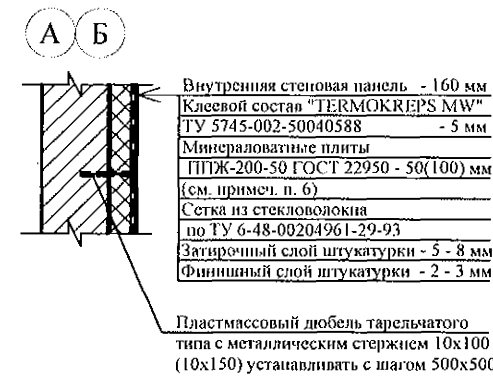 А Б
Внутренняя стеновая панель - 160 мм
Клеевой состав "TERMOKREPS MW"
ТУ 5745-002-50040588 - 5 мм
Минераловатные плиты
ППЖ-200-50 ГОСТ 22950 - 50(100) мм
(см. примеч. п. 6)
Сетка из стекловолокна
по ТУ 6-48-00204961-29-93
Затирочный слой штукатурки - 5 - 8 мм
Финишный слой штукатурки - 2 - 3 мм
Пластмассовый дюбель тарельчатого
типа с металлическим стержнем 10х100
(10х150) устанавливать с шагом 500х500